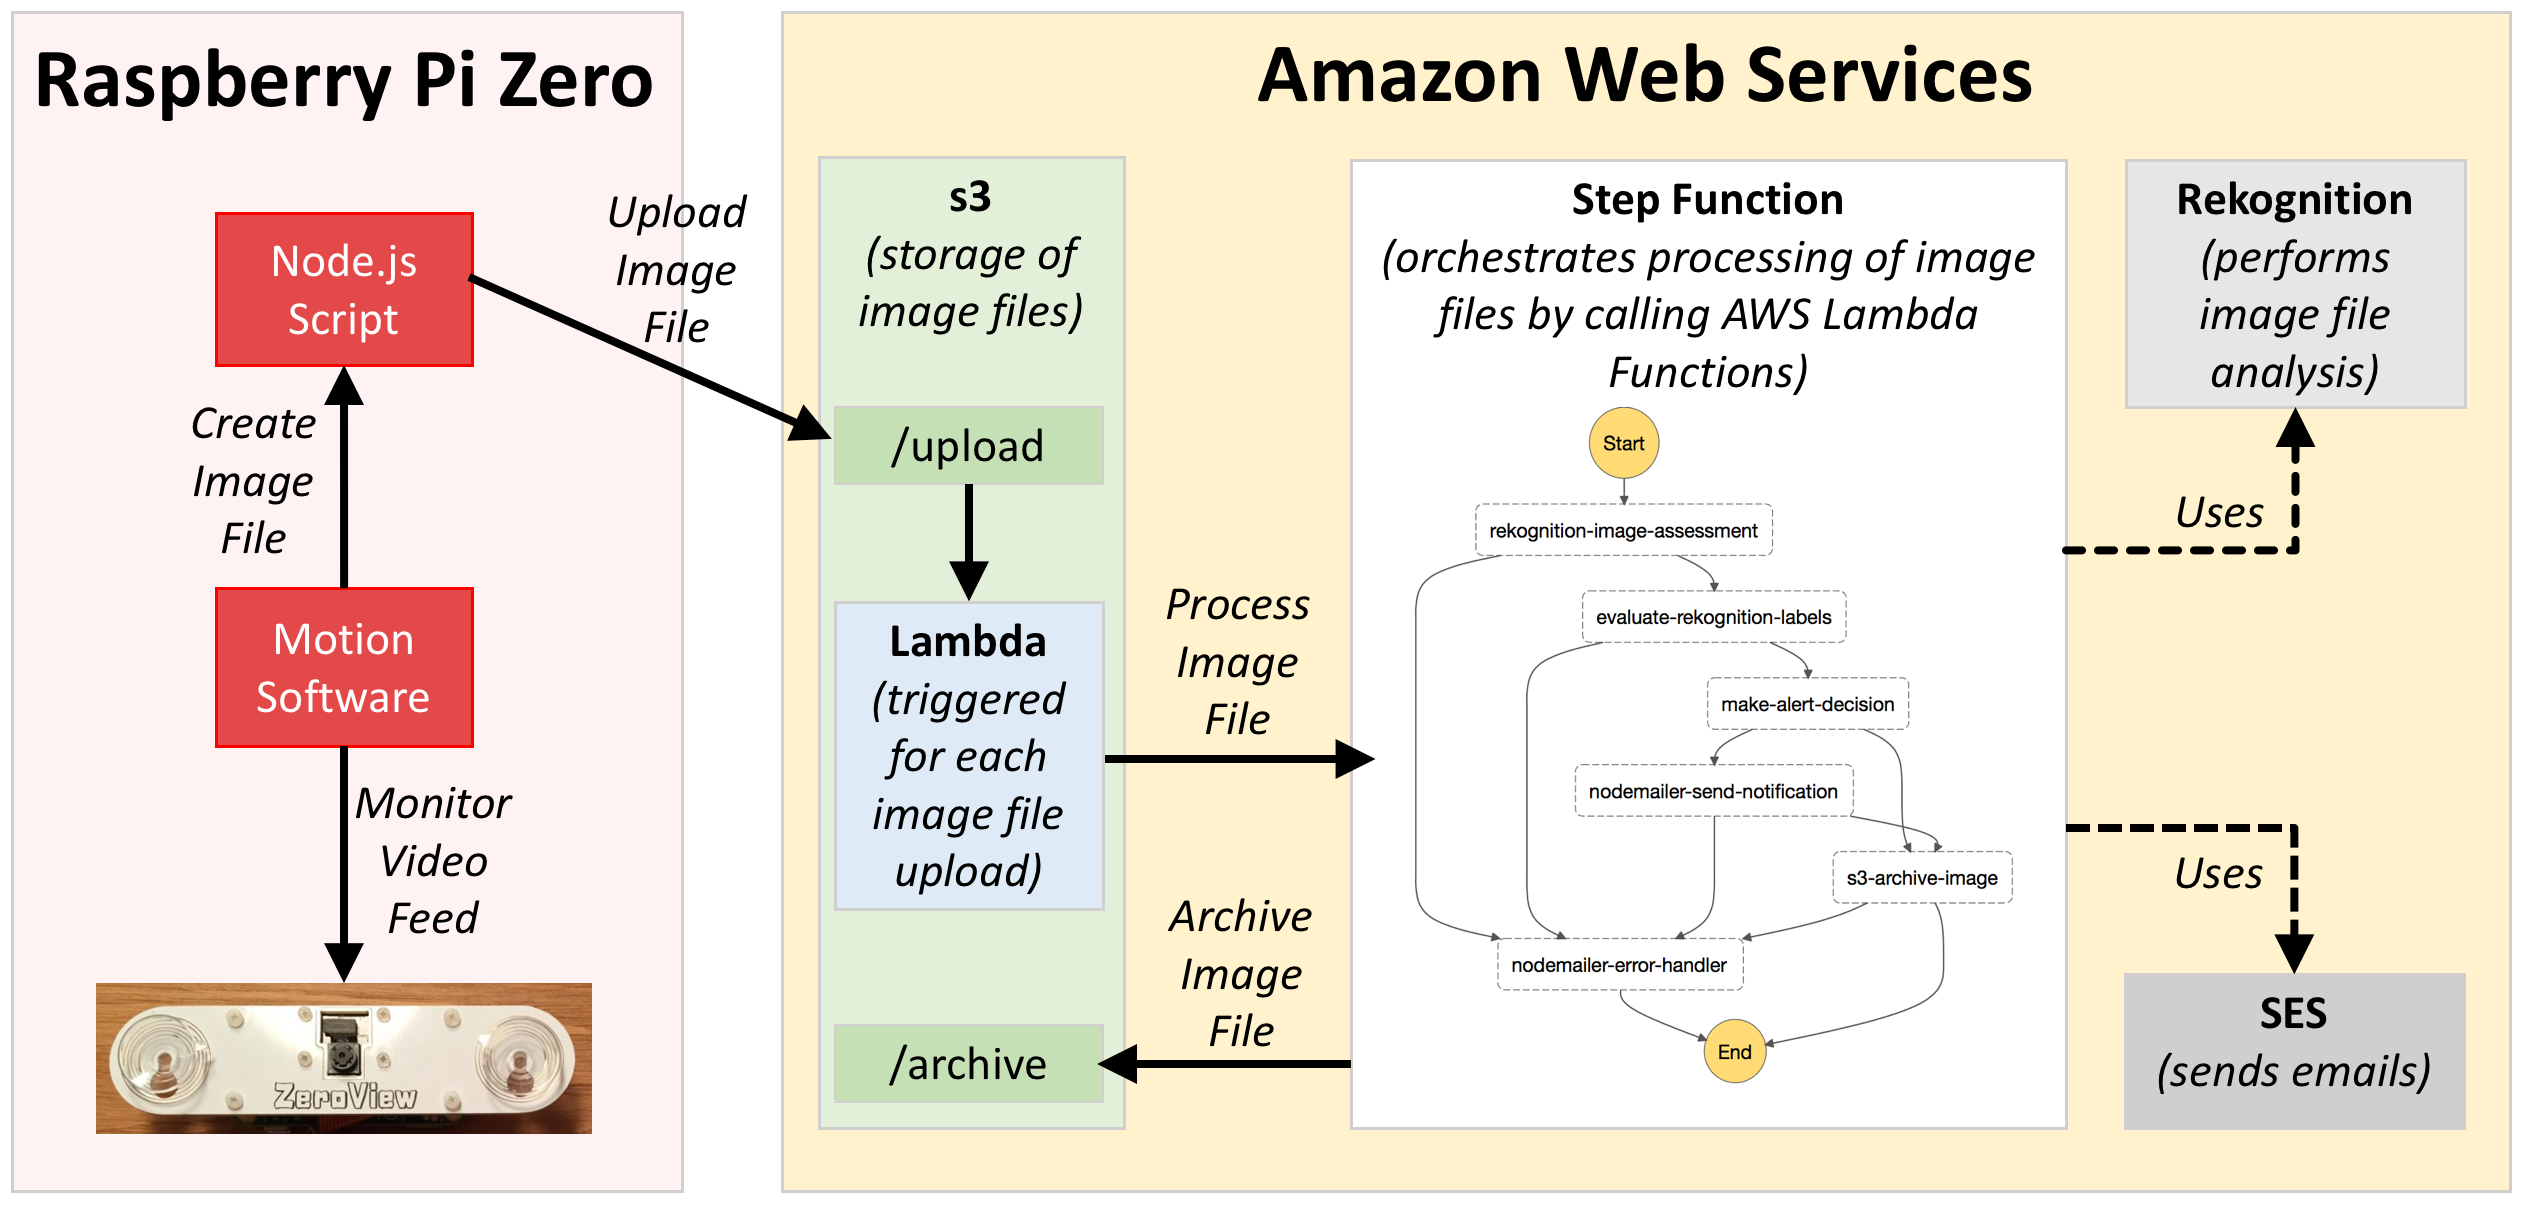 Raspberry Pi Zero
Node.js
Script
Create
Image
File
Motion
Software
Monitor
Video
Feed
ZeroView
Upload
Image
File
Amazon Web Services
s3
(storage of
image files)
/upload
Lambda
(triggered
for each
image file
upload)
/archive
Process
Image
File
Archive
Image
File
Step Function
(orchestrates processing of image
files by calling AWS Lambda
Functions)
Start
rekognition-image-assessment
evaluate-rekognition-labels
make-alert-decision
nodemailer-send-notification
s3-archive-image
nodemailer-error-handler
End
Rekognition
(performs
image file
analysis)
Uses
Uses
SES
(sends emails)